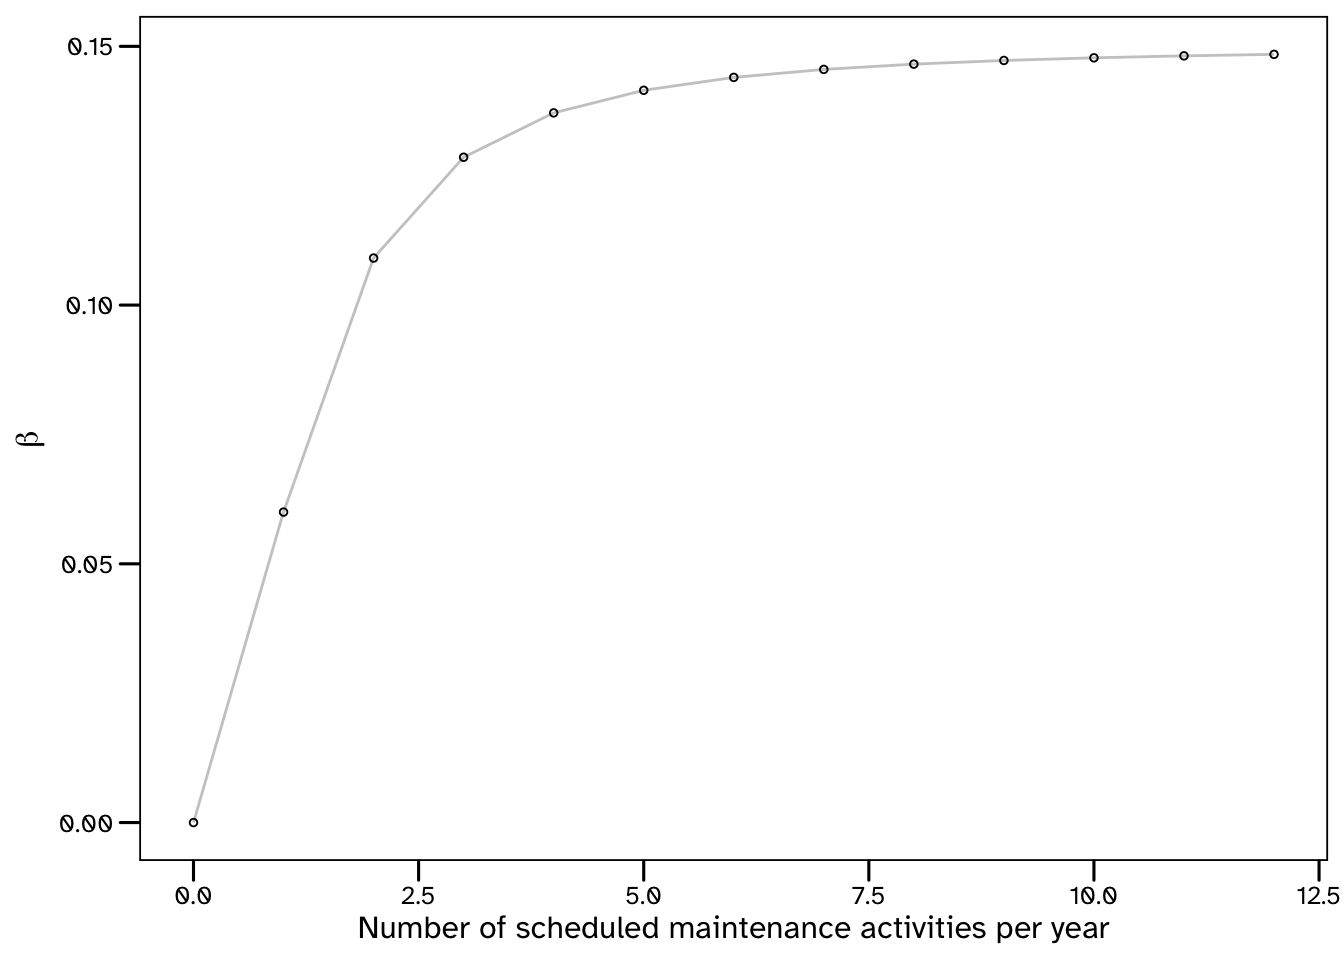 0.15
0.10
β
0.05
0.00
0.0 2.5 5.0 7.5 10.0 12.5
Number of scheduled maintenance activities per year